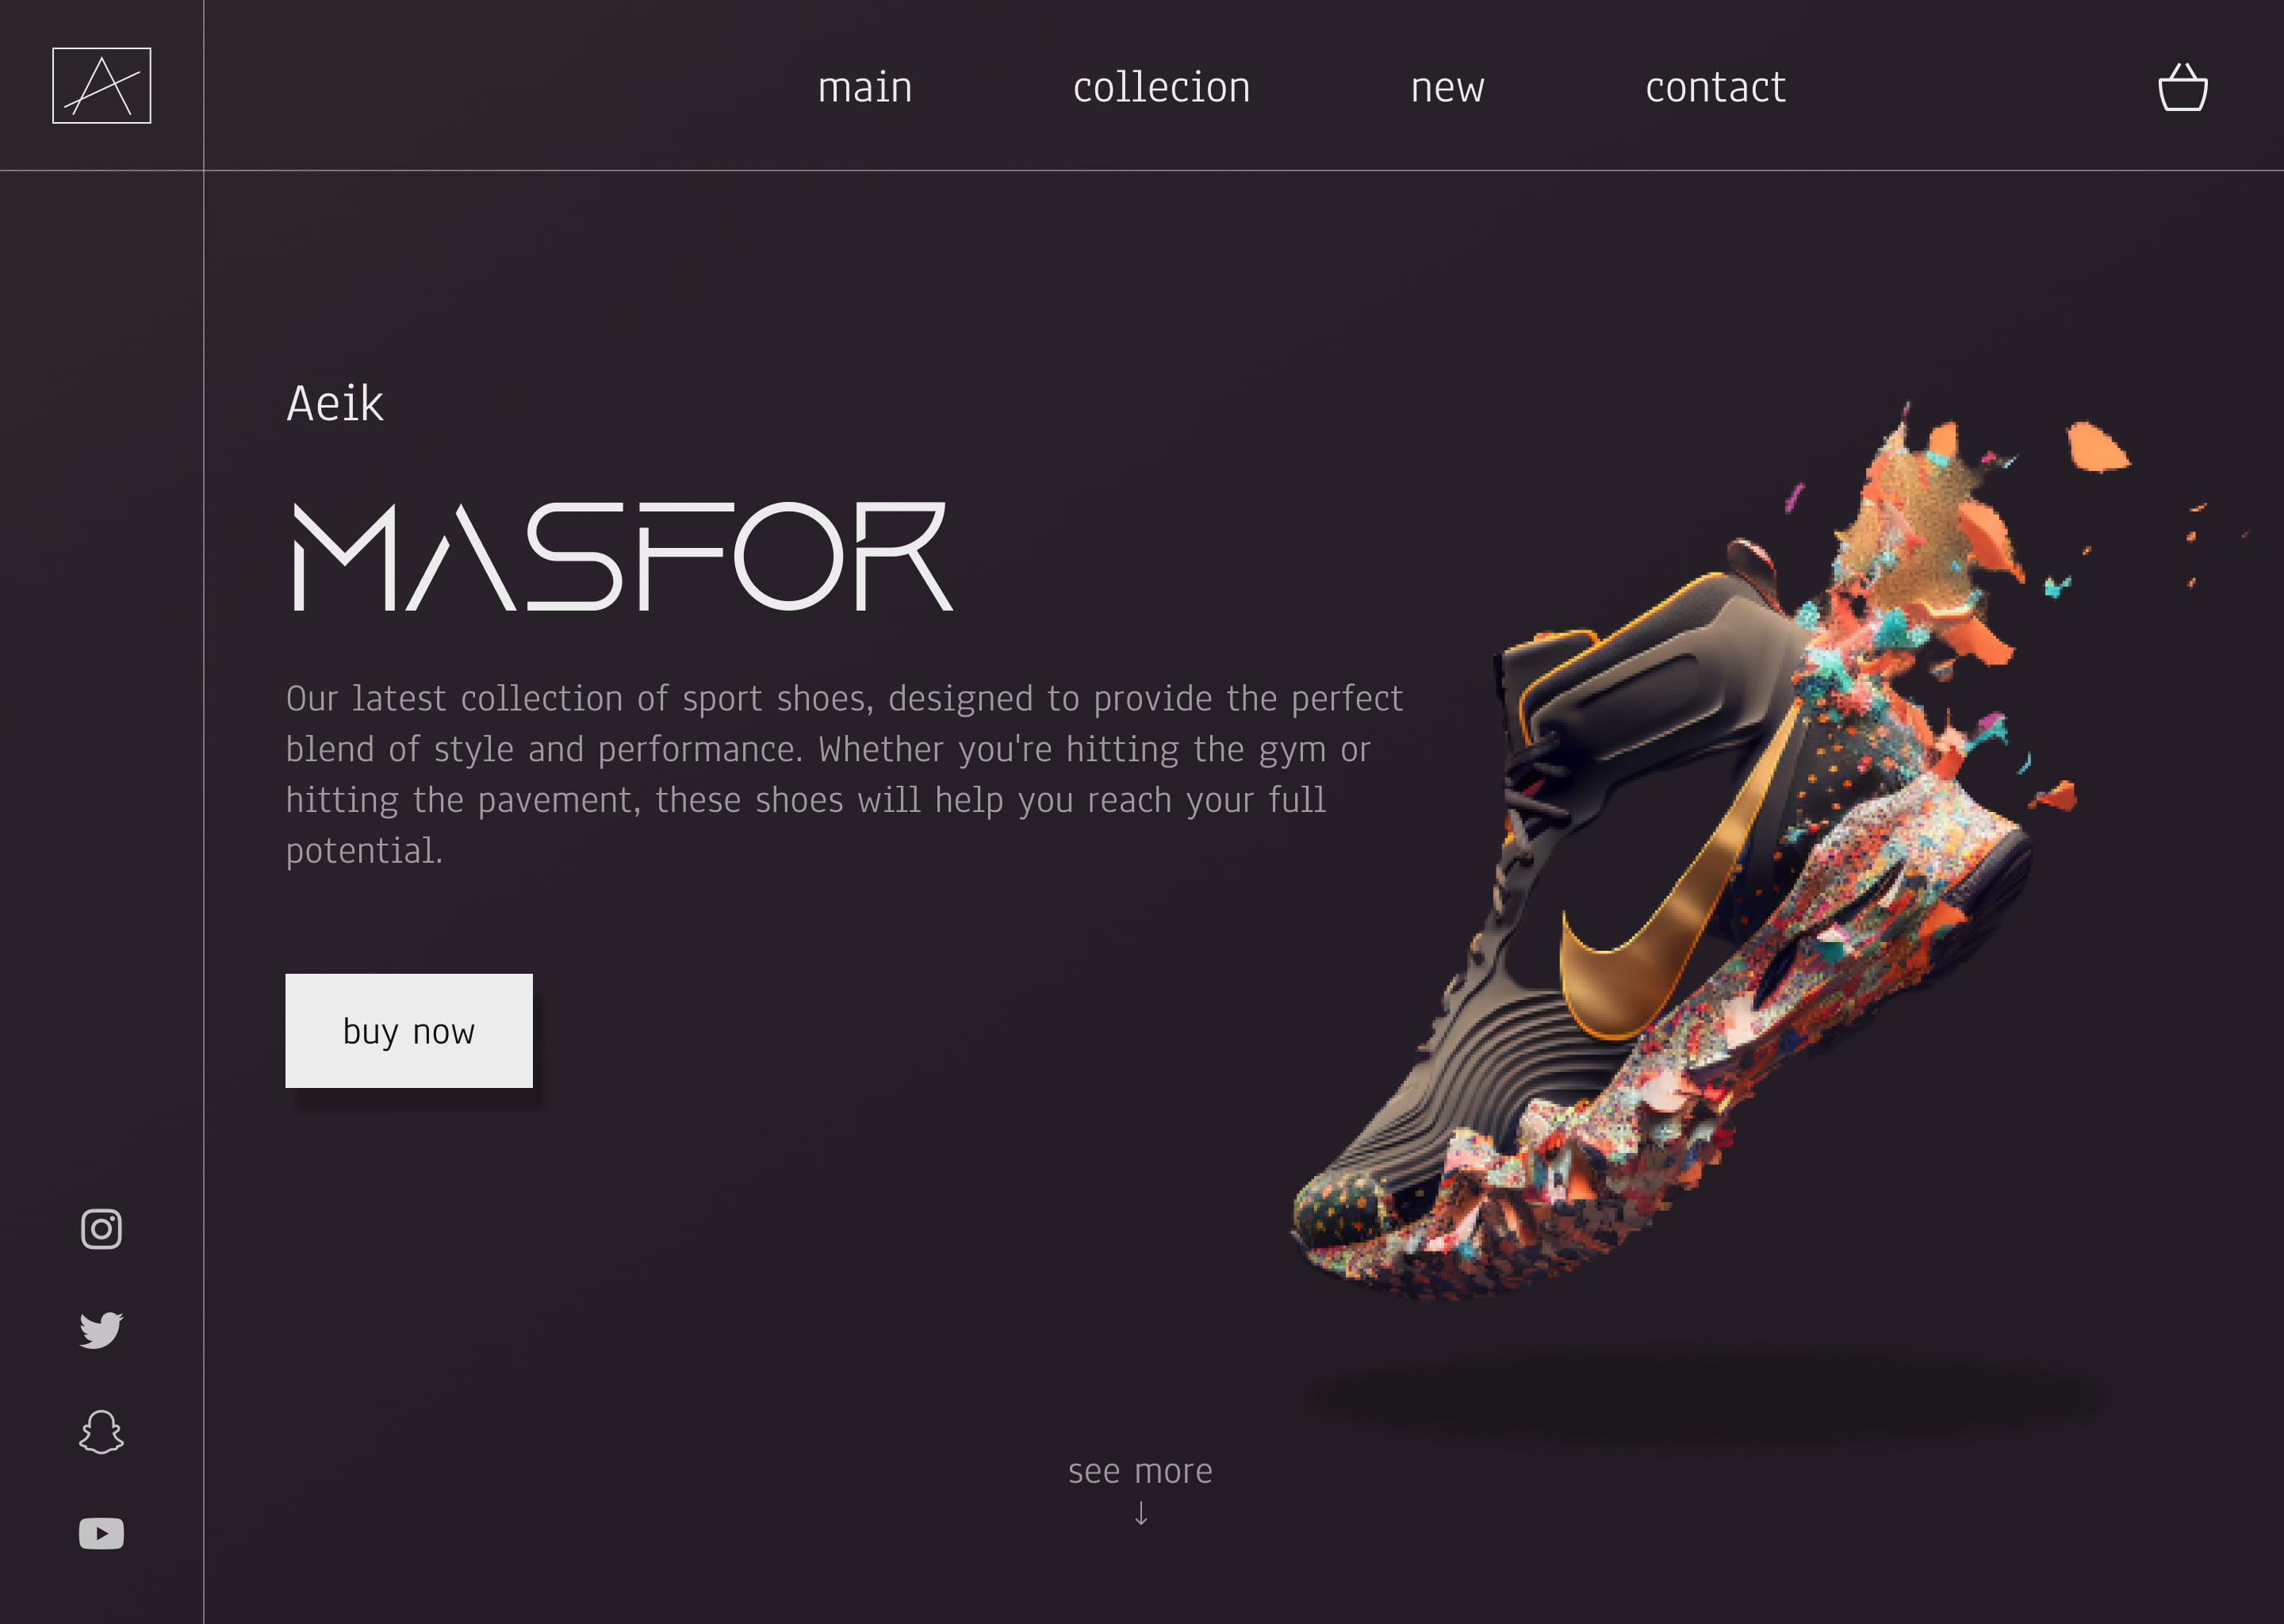 main collecion new contact
Aeik
MASFOR
Our latest collection of sport shoes, designed to provide the perfect
blend of style and performance. Whether you're hitting the gym or
hitting the pavement, these shoes will help you reach your full
potential.
buy now
see more